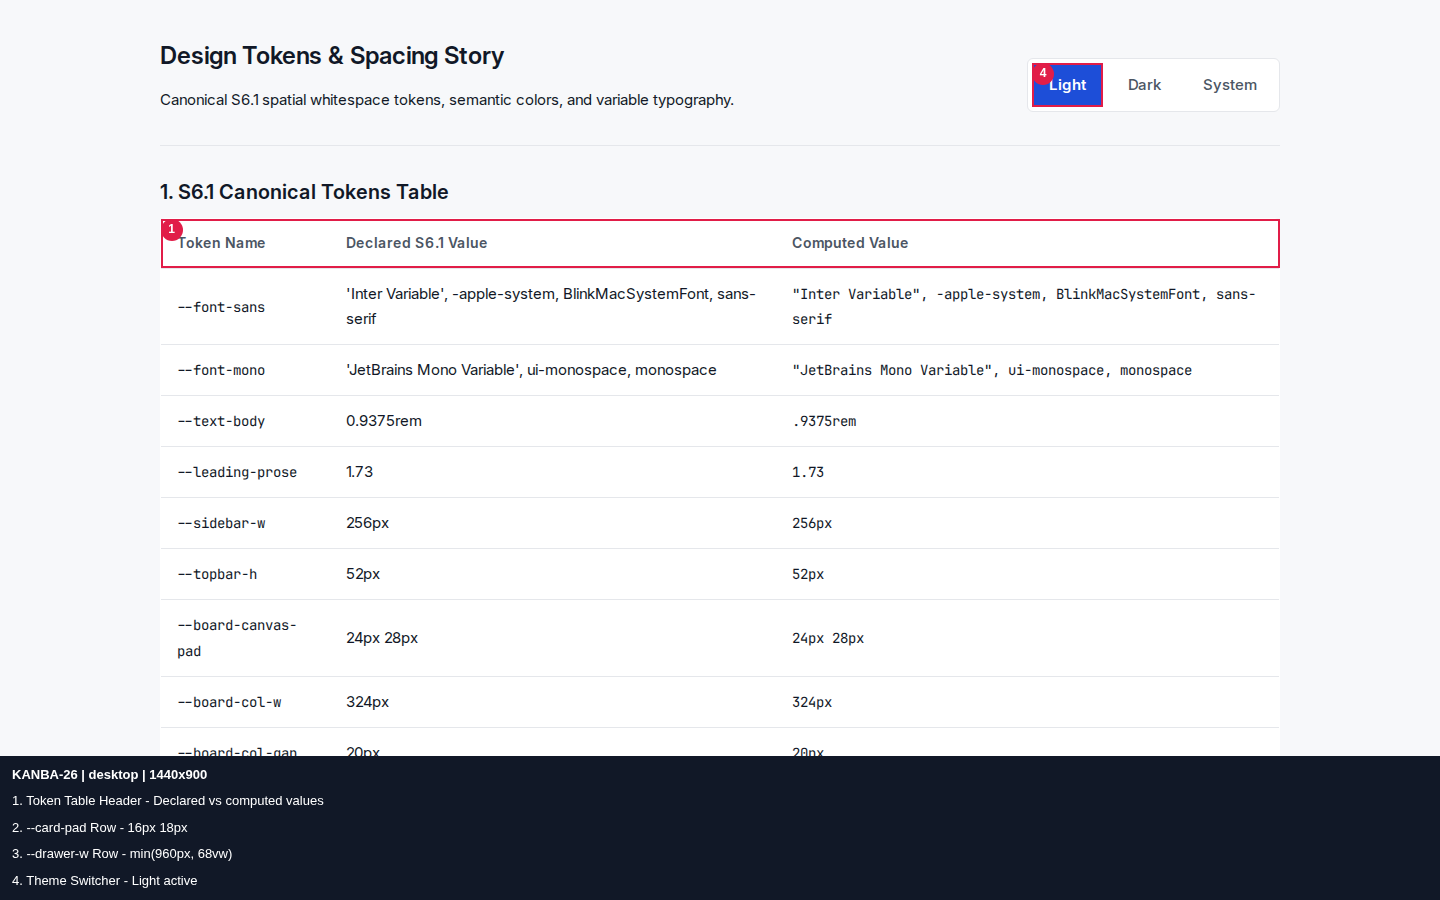 Design Tokens & Spacing Story
Canonical S6.1 spatial whitespace tokens, semantic colors, and variable typography.
4
Light
Dark
System
1. S6.1 Canonical Tokens Table
1
Token Name
Declared S6.1 Value
Computed Value
--font-sans
'Inter Variable', -apple-system, BlinkMacSystemFont, sans-
serif
"Inter Variable", -apple-system, BlinkMacSystemFont, sans-
serif
--font-mono
'JetBrains Mono Variable', ui-monospace, monospace
"JetBrains Mono Variable", ui-monospace, monospace
--text-body
0.9375rem
.9375rem
--leading-prose
1.73
1.73
--sidebar-w
256px
256px
--topbar-h
52px
52px
--board-canvas-
pad
24px 28px
24px 28px
--board-col-w
324px
324px
--board-col-gap
20px
20px
KANBA-26 | desktop | 1440x900
1. Token Table Header - Declared vs computed values
2. --card-pad Row - 16px 18px
3. --drawer-w Row - min(960px, 68vw)
4. Theme Switcher - Light active